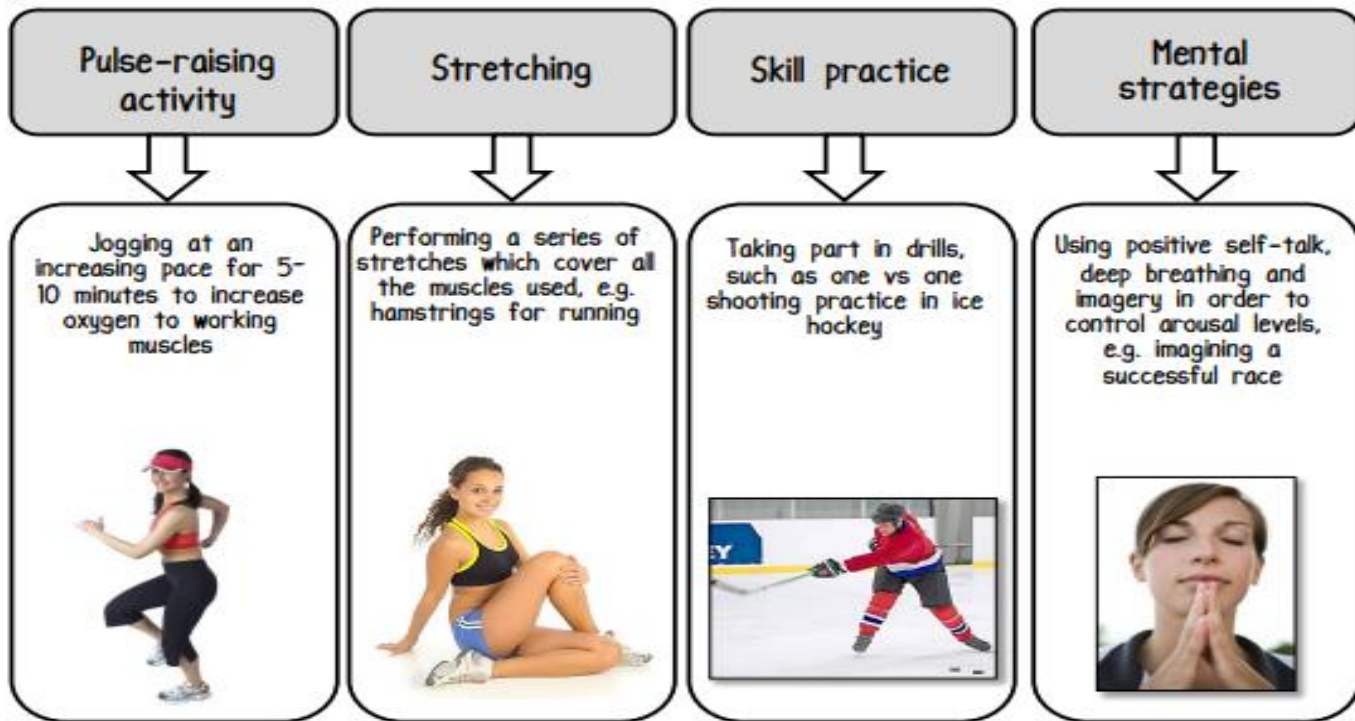 Pulse-raising
activity
Jogging at an
increasing pace for 5-
10 minutes to increase
oxygen to working
muscles
Stretching
Performing a series of
stretches which cover all
the muscles used, e.g.
hamstrings for running
Skill practice
Taking part in drills,
such as one vs one
shooting practice in ice
hockey
EY
Mental
strategies
Using positive self-talk,
deep breathing and
imagery in order to
control arousal levels,
e.g. imagining a
successful race